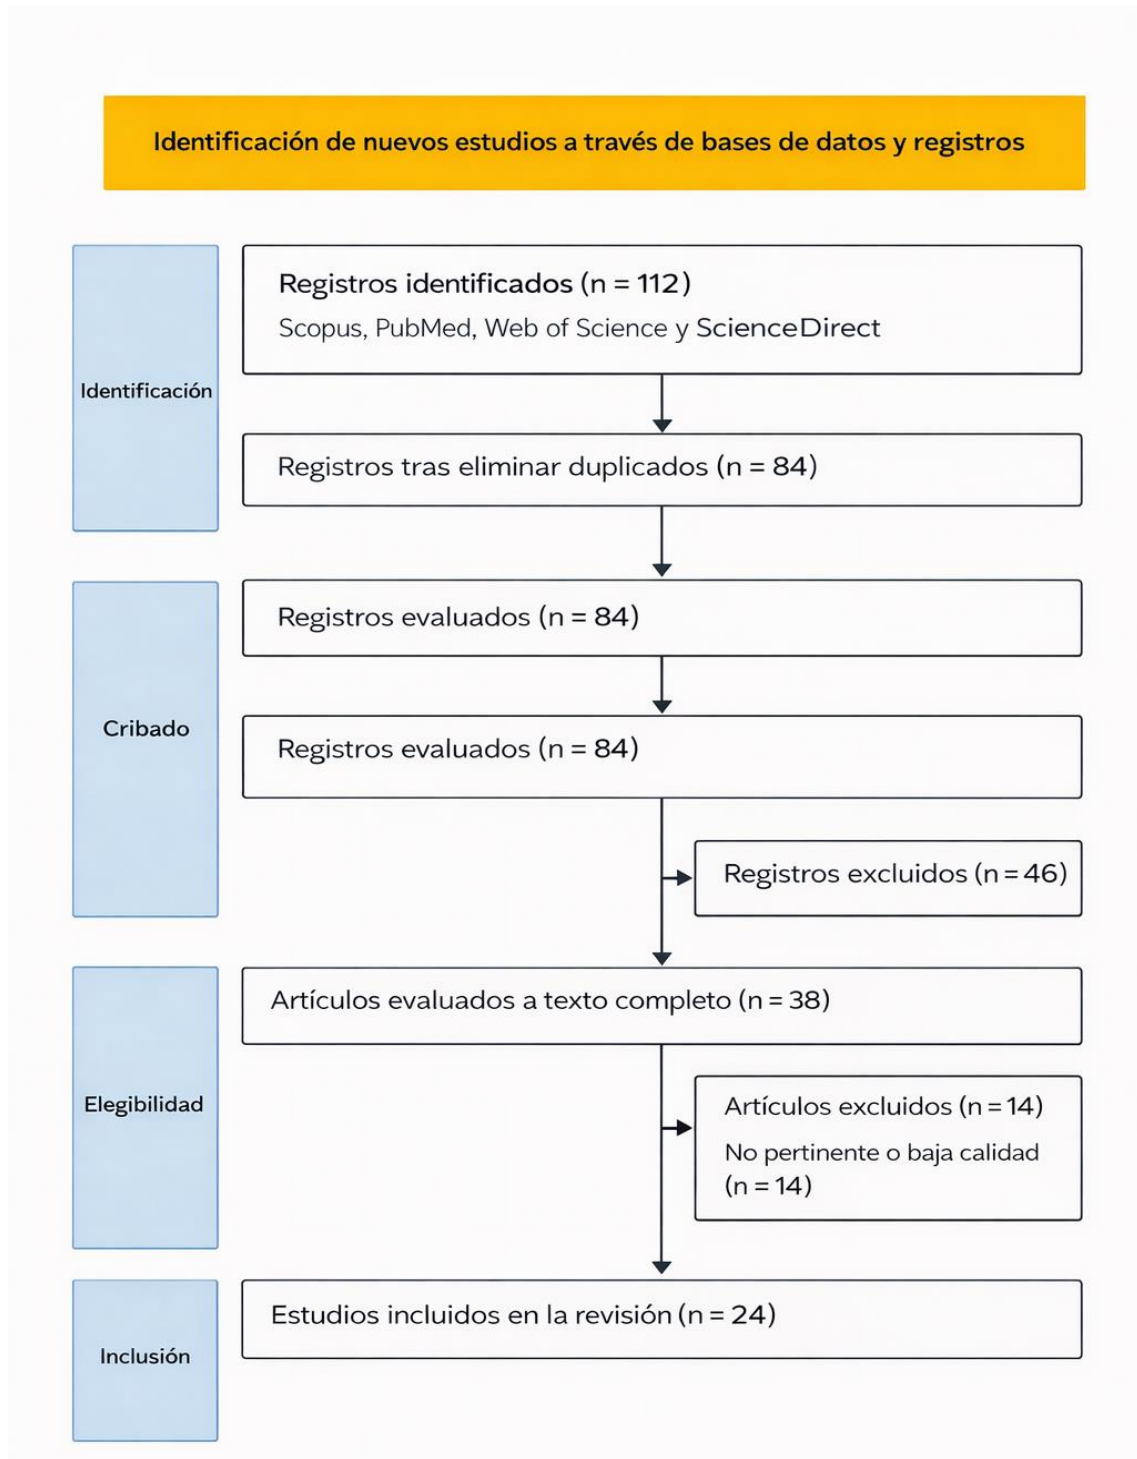 Identificación de nuevos estudios a través de bases de datos y registros
Identificación
Registros identificados (n = 112)
Scopus, PubMed, Web of Science y ScienceDirect
Registros tras eliminar duplicados (n = 84)
Cribado
Registros evaluados (n = 84)
Registros evaluados (n = 84)
Registros excluidos (n = 46)
Elegibilidad
Artículos evaluados a texto completo (n = 38)
Artículos excluidos (n = 14)
No pertinente o baja calidad
(n = 14)
Inclusión
Estudios incluidos en la revisión (n = 24)